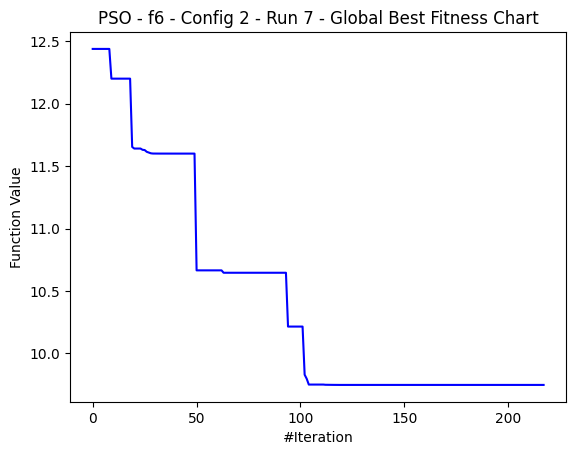 PSO - f6 - Config 2 - Run 7 - Global Best Fitness Chart
12.5
12.0
11.5
11.0
10.5
10.0
Function Value
0 50 100 150 200
#Iteration